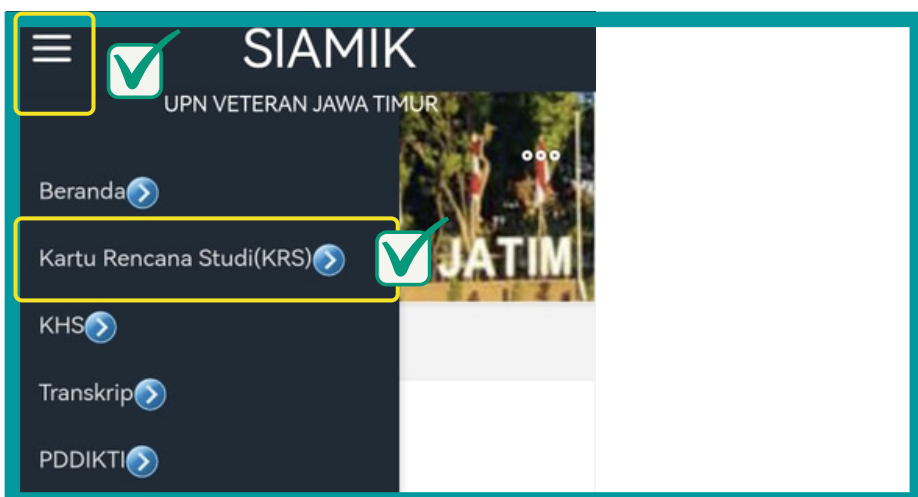 SIAMIK
UPN VETERAN JAWA TIMUR
Beranda
Kartu Rencana Studi(KRS)
JATIM
KHS
Transkrip
PDDIKTI